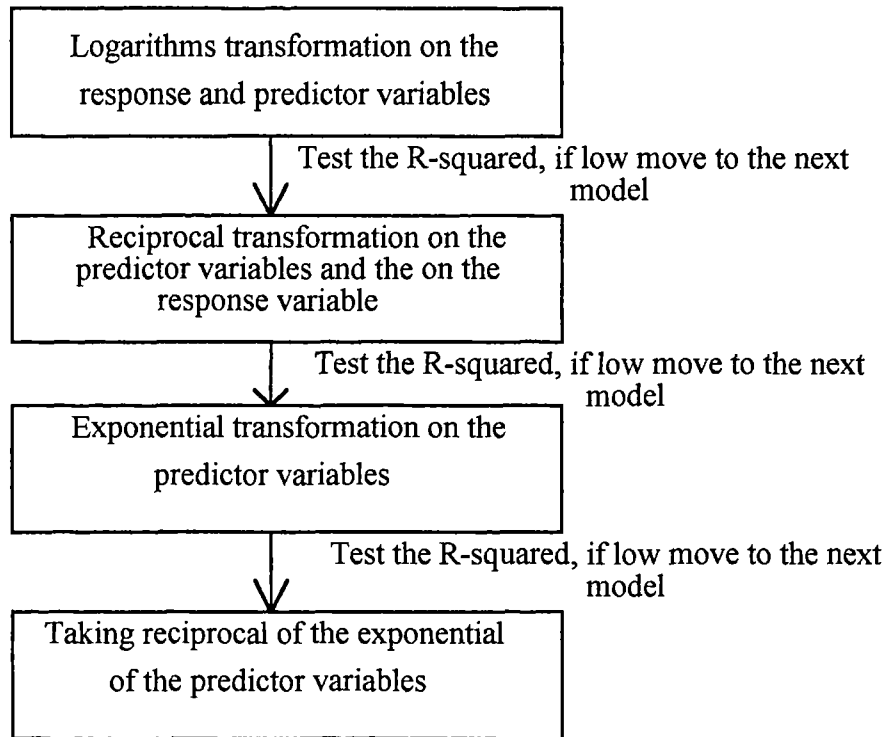 Logarithms transformation on the
response and predictor variables
Test the R-squared, if low move to the next
model
Reciprocal transformation on the
predictor variables and the on the
response variable
Test the R-squared, if low move to the next
model
Exponential transformation on the
predictor variables
Test the R-squared, if low move to the next
model
Taking reciprocal of the exponential
of the predictor variables